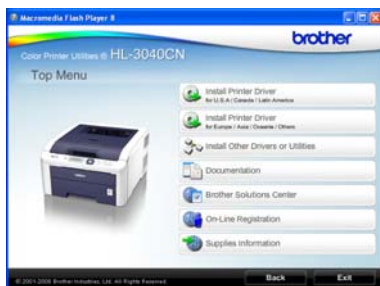 Macromedia Flash Player 8
brother
Color Printer Utilities ® HL-3040CN
Top Menu
Install Printer Driver
for U.S.A / Canada / Latin America
Install Printer Driver
for Europe / Asia / Oceania / Others
Install Other Drivers or Utilities
Documentation
Brother Solutions Center
On-Line Registration
Supplies Information
© 2001-2008 Brother Industries, Ltd. All Rights Reserved.
Back
Exit